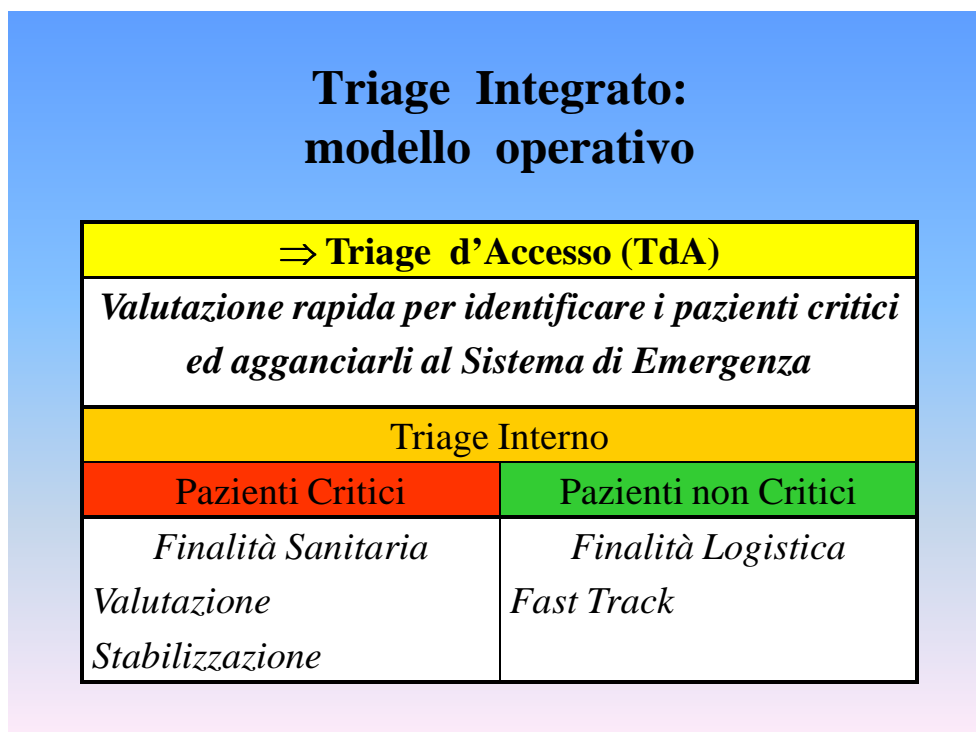 Triage Integrato:
modello operativo
⇒ Triage d’Accesso (TdA)
Valutazione rapida per identificare i pazienti critici
ed agganciarli al Sistema di Emergenza
Triage Interno
Pazienti Critici
Pazienti non Critici
Finalità Sanitaria
Valutazione
Stabilizzazione
Finalità Logistica
Fast Track